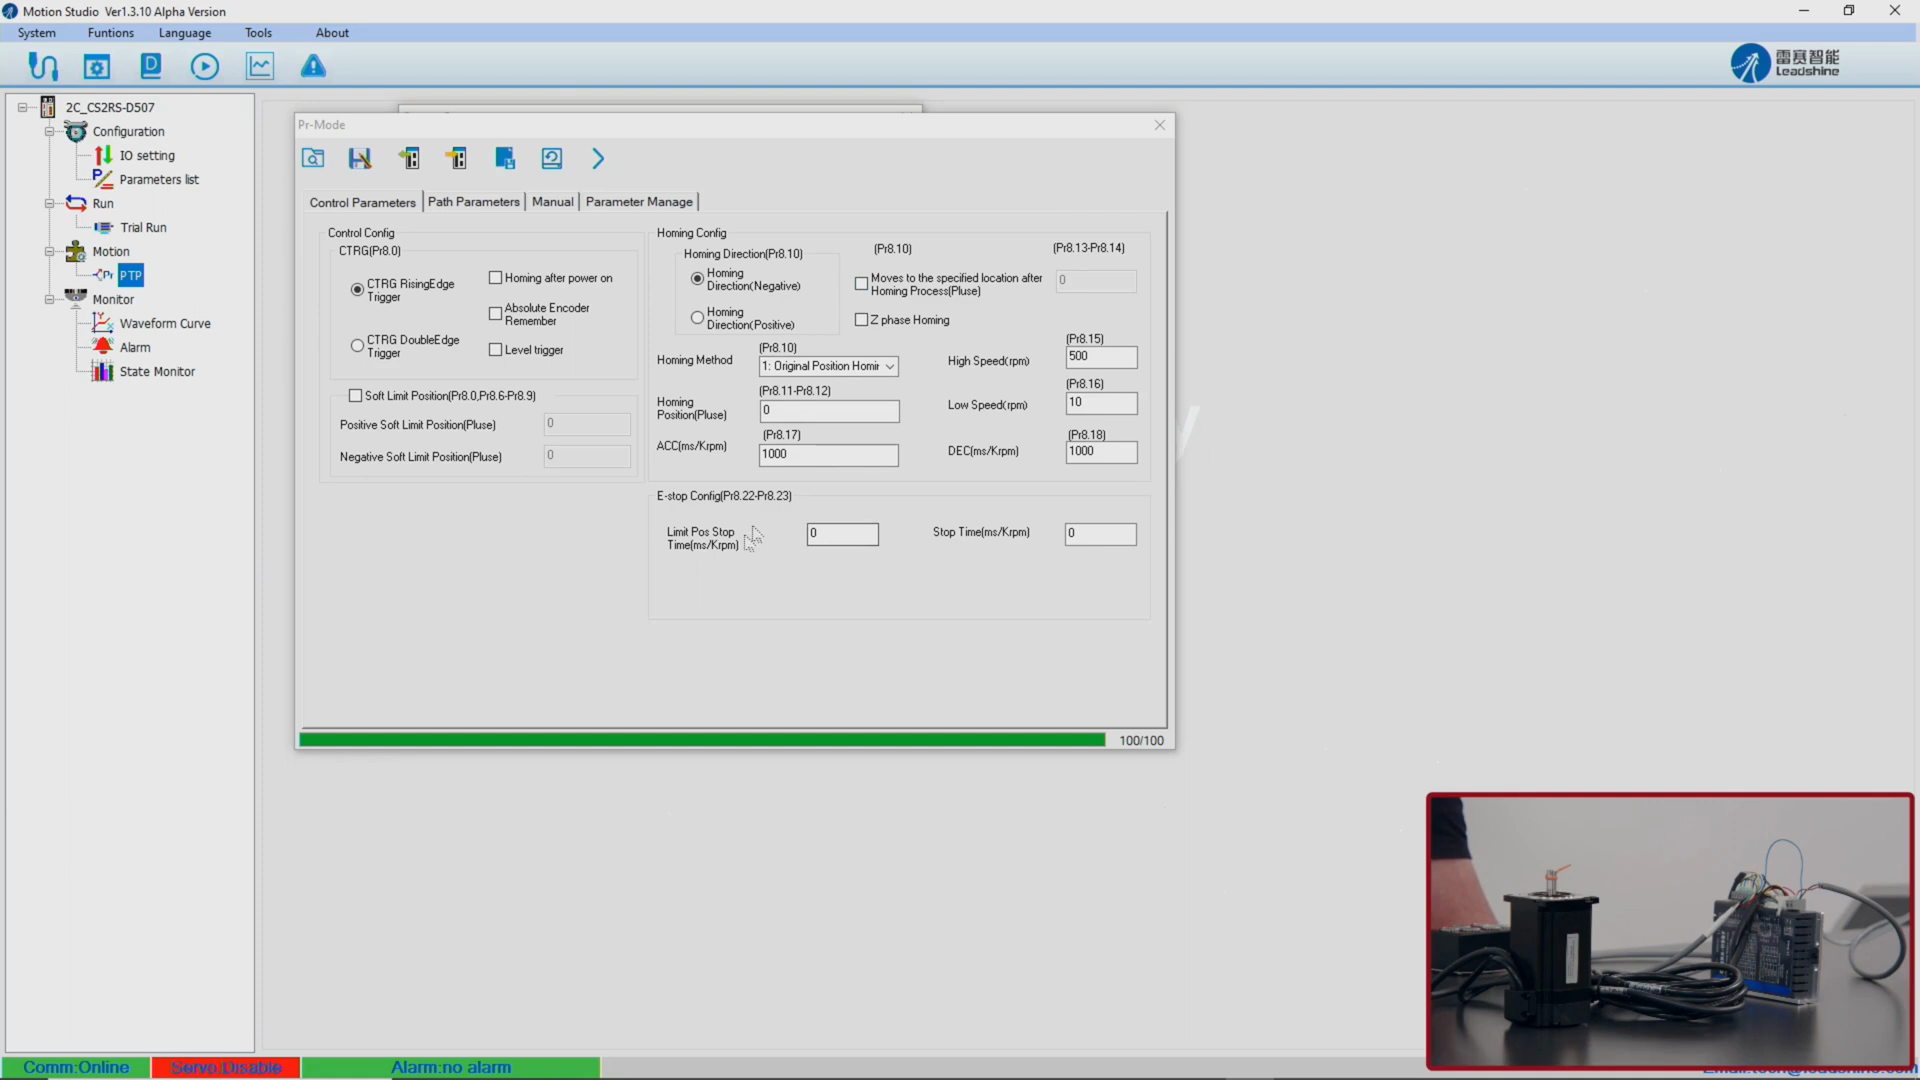 Motion Studio Ver1.3.10 Alpha Version
System Funtions Language Tools About
雷赛智能
Leadshine
2C_CS2RS-D507
Configuration
IO setting
Parameters list
Run
Trial Run
Motion
Pr PTP
Monitor
Waveform Curve
Alarm
State Monitor
Pr-Mode
Control Parameters Path Parameters Manual Parameter Manage
Control Config
CTRG(Pr8.0)
CTRG RisingEdge
Trigger
CTRG DoubleEdge
Trigger
Homing after power on
Absolute Encoder
Remember
Level trigger
Soft Limit Position(Pr8.0,Pr8.6-Pr8.9)
Positive Soft Limit Position(Pluse) 0
Negative Soft Limit Position(Pluse) 0
Homing Config
Homing Direction(Pr8.10)
Homing
Direction(Negative)
Homing
Direction(Positive)
(Pr8.10) (Pr8.13-Pr8.14)
Moves to the specified location after
Homing Process(Pluse)
0
Z phase Homing
Homing Method
(Pr8.10)
1: Original Position Homir
High Speed(rpm)
(Pr8.15)
500
Homing
Position(Pluse)
(Pr8.11-Pr8.12)
0
Low Speed(rpm)
(Pr8.16)
10
ACC(ms/Krpm)
(Pr8.17)
1000
DEC(ms/Krpm)
(Pr8.18)
1000
E-stop Config(Pr8.22-Pr8.23)
Limit Pos Stop
Time(ms/Krpm)
0
Stop Time(ms/Krpm) 0
100/100
Comm:Online Servo:Disable Alarm:no alarm